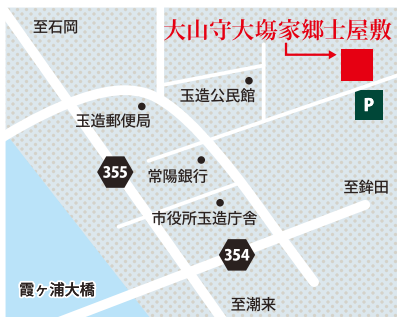 至石岡
大山守大塲家郷士屋敷
玉造公民館
P
玉造郵便局
355
常陽銀行
至鉾田
市役所玉造庁舎
354
霞ヶ浦大橋
至潮来